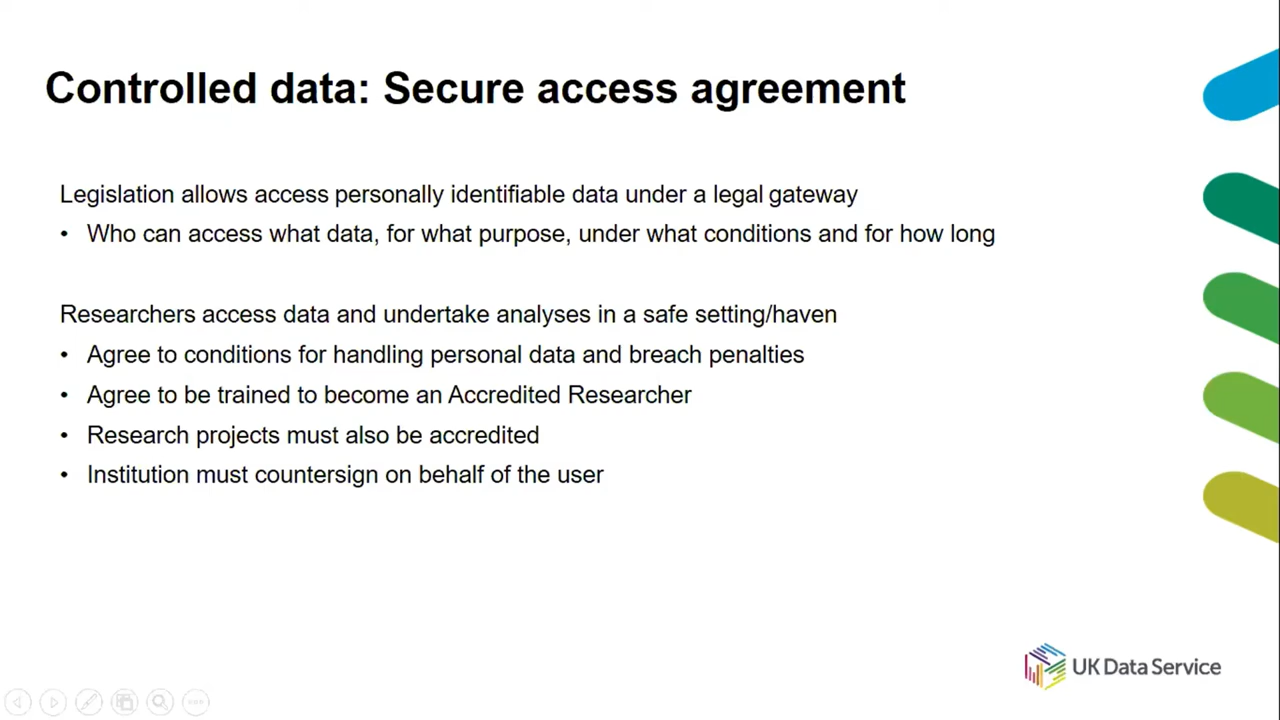 Controlled data: Secure access agreement
Legislation allows access personally identifiable data under a legal gateway
• Who can access what data, for what purpose, under what conditions and for how long
Researchers access data and undertake analyses in a safe setting/haven
• Agree to conditions for handling personal data and breach penalties
• Agree to be trained to become an Accredited Researcher
• Research projects must also be accredited
• Institution must countersign on behalf of the user
UK Data Service